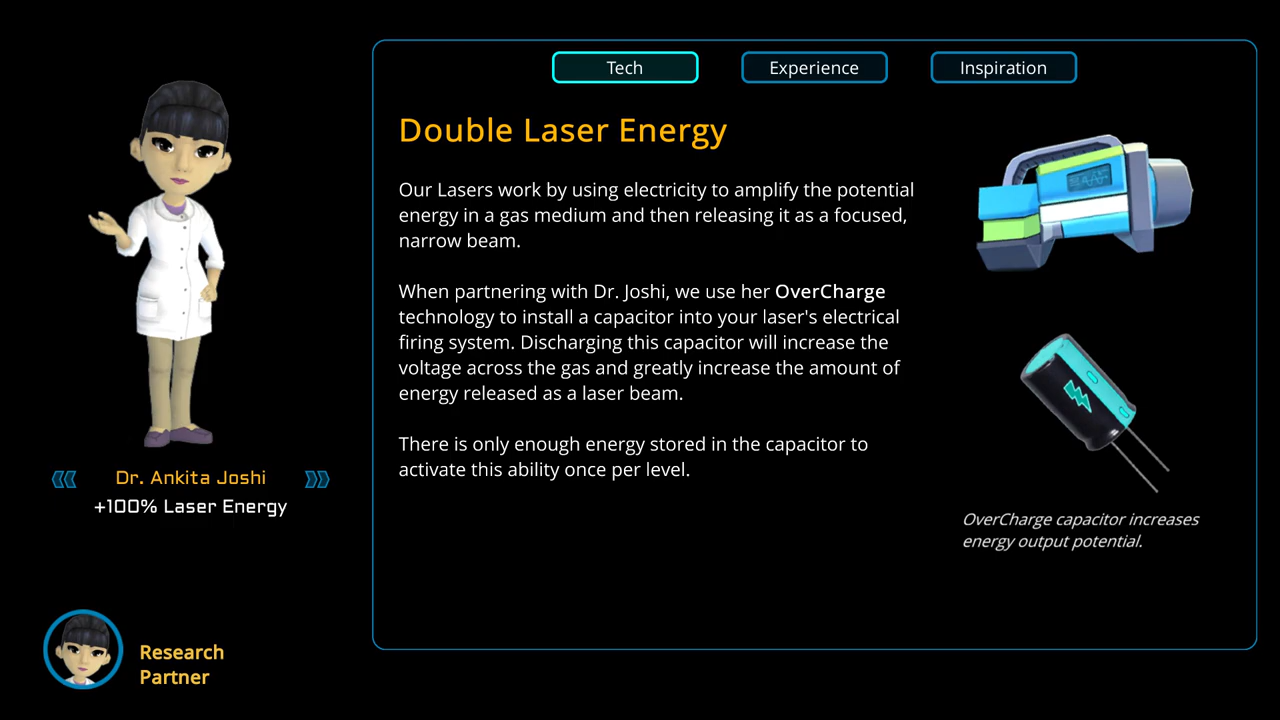 Tech
Experience
Inspiration
Double Laser Energy
Our Lasers work by using electricity to amplify the potential
energy in a gas medium and then releasing it as a focused,
narrow beam.
When partnering with Dr. Joshi, we use her OverCharge
technology to install a capacitor into your laser's electrical
firing system. Discharging this capacitor will increase the
voltage across the gas and greatly increase the amount of
energy released as a laser beam.
There is only enough energy stored in the capacitor to
activate this ability once per level.
OverCharge capacitor increases
energy output potential.
Dr. Ankita Joshi
+100% Laser Energy
Research
Partner